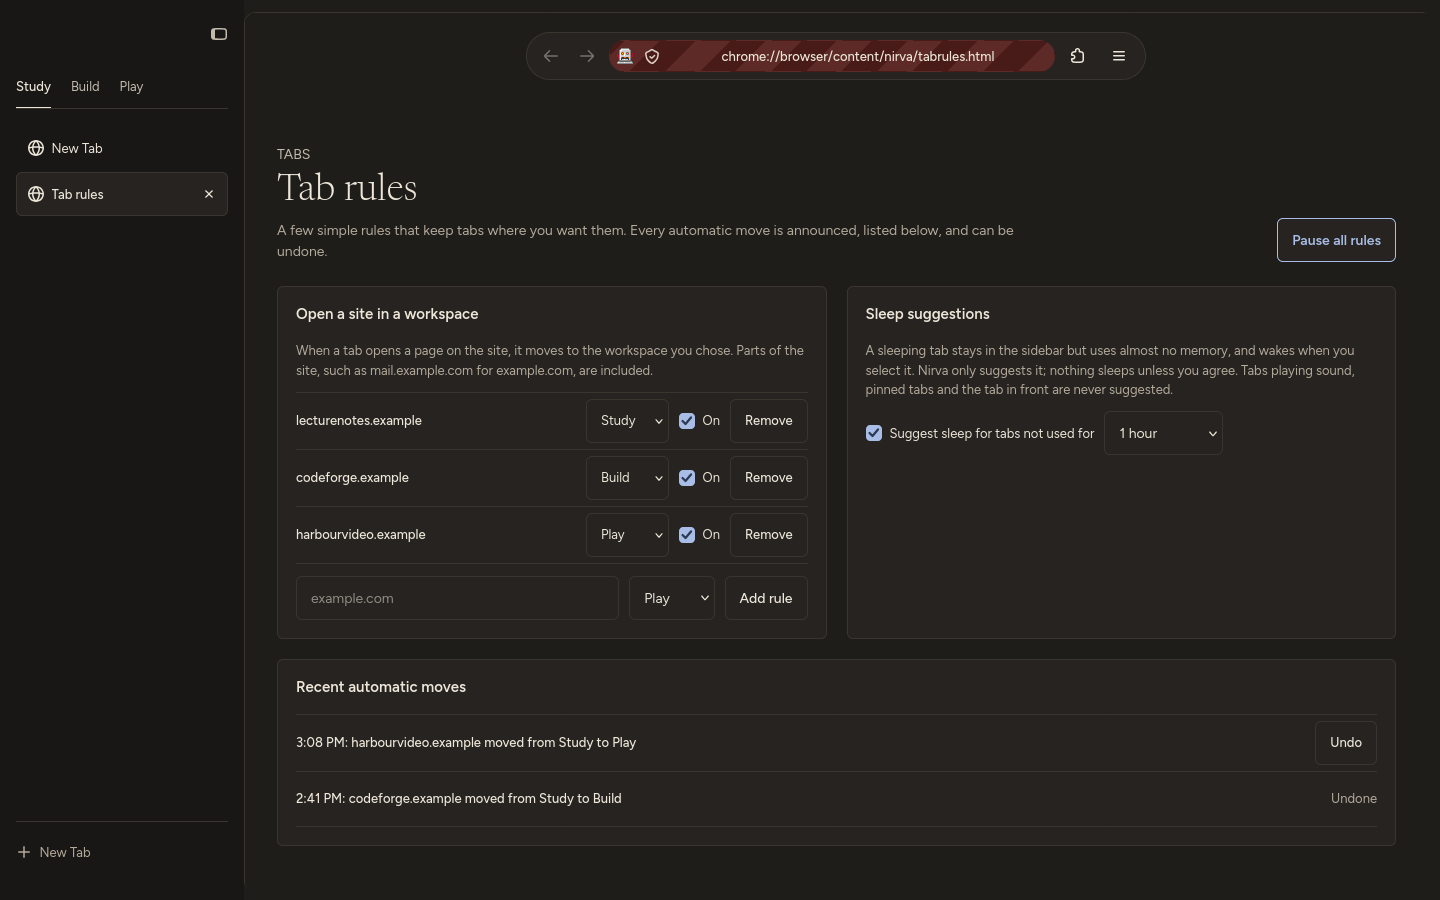 Study Build Play
New Tab
Tab rules
New Tab
chrome://browser/content/nirva/tabrules.html
TABS
Tab rules
A few simple rules that keep tabs where you want them. Every automatic move is announced, listed below, and can be
undone.
Pause all rules
Open a site in a workspace
When a tab opens a page on the site, it moves to the workspace you chose. Parts of the
site, such as mail.example.com for example.com, are included.
lecturenotes.example Study On Remove
codeforge.example Build On Remove
harbourvideo.example Play On Remove
example.com Play Add rule
Sleep suggestions
A sleeping tab stays in the sidebar but uses almost no memory, and wakes when you
select it. Nirva only suggests it; nothing sleeps unless you agree. Tabs playing sound,
pinned tabs and the tab in front are never suggested.
Suggest sleep for tabs not used for 1 hour
Recent automatic moves
3:08 PM: harbourvideo.example moved from Study to Play Undo
2:41 PM: codeforge.example moved from Study to Build Undone